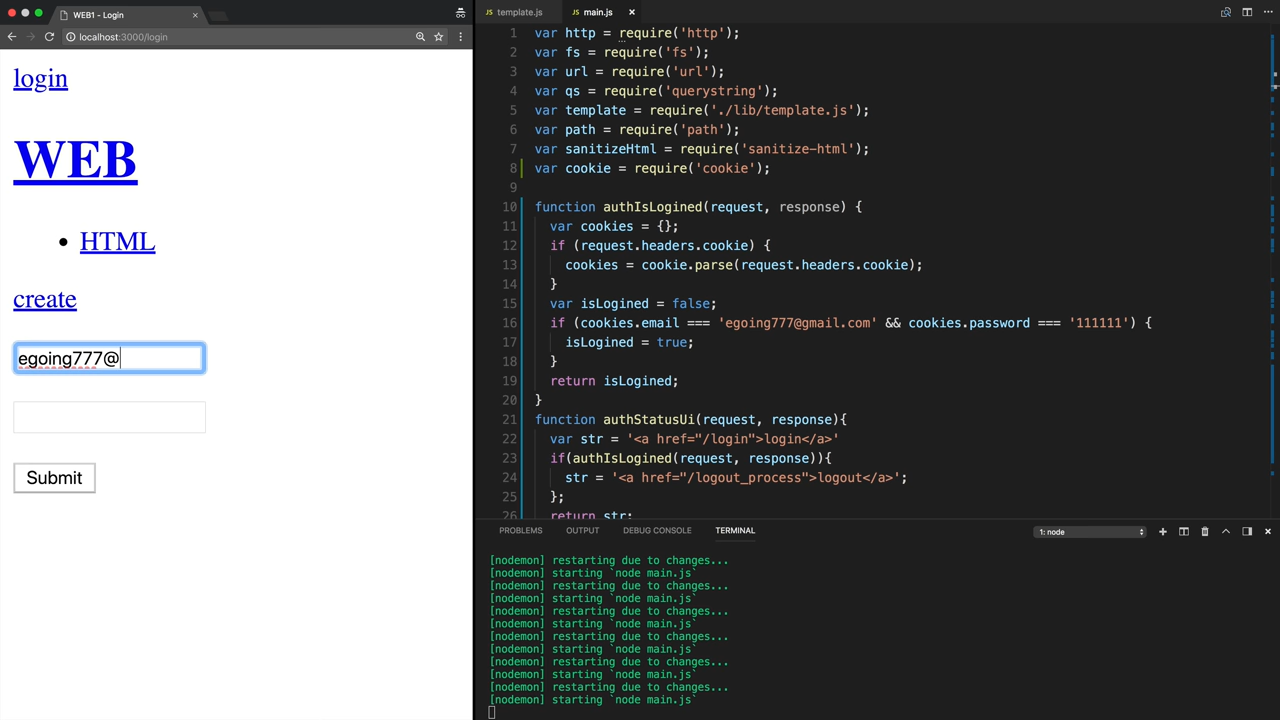 WEB1 - Login
localhost:3000/login
login
WEB
HTML
create
egoing777@
Submit
template.js
main.js
1 var http = require('http');
2 var fs = require('fs');
3 var url = require('url');
4 var qs = require('querystring');
5 var template = require('./lib/template.js');
6 var path = require('path');
7 var sanitizeHtml = require('sanitize-html');
8 var cookie = require('cookie');
9
10 function authIsLogined(request, response) {
11 var cookies = {};
12 if (request.headers.cookie) {
13 cookies = cookie.parse(request.headers.cookie);
14 }
15 var isLogined = false;
16 if (cookies.email === 'egoing777@gmail.com' && cookies.password === '111111') {
17 isLogined = true;
18 }
19 return isLogined;
20 }
21 function authStatusUi(request, response){
22 var str = '<a href="/login">login</a>'
23 if(authIsLogined(request, response)){
24 str = '<a href="/logout_process">logout</a>';
25 };
26 return str;
PROBLEMS OUTPUT DEBUG CONSOLE TERMINAL 1: node
[nodemon] restarting due to changes...
[nodemon] starting `node main.js`
[nodemon] restarting due to changes...
[nodemon] starting `node main.js`
[nodemon] restarting due to changes...
[nodemon] starting `node main.js`
[nodemon] restarting due to changes...
[nodemon] starting `node main.js`
[nodemon] restarting due to changes...
[nodemon] starting `node main.js`
[nodemon] restarting due to changes...
[nodemon] starting `node main.js`